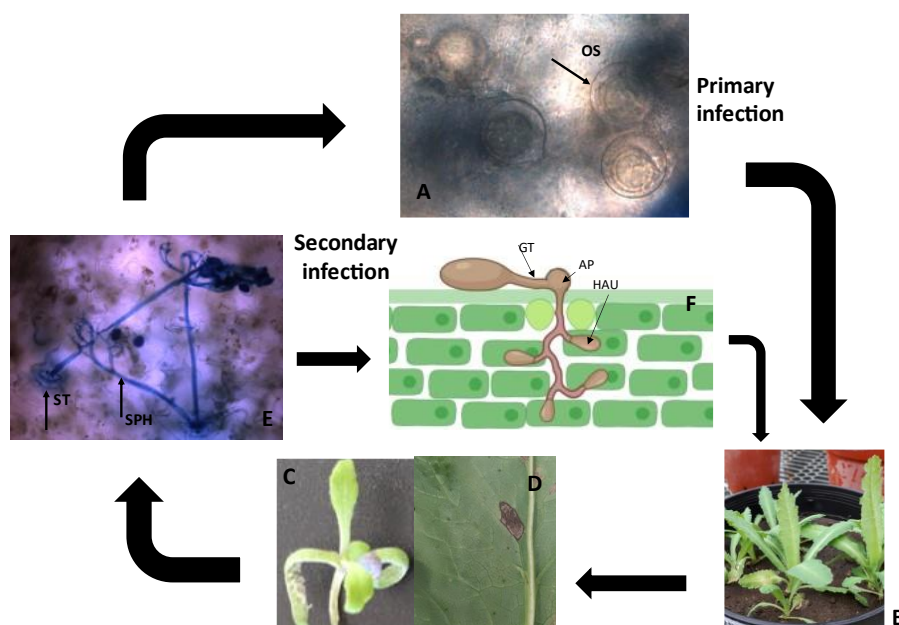 OS
Primary
infection
A
Secondary
infection
GT
AP
HAU
F
ST
SPH
E
C
D
B